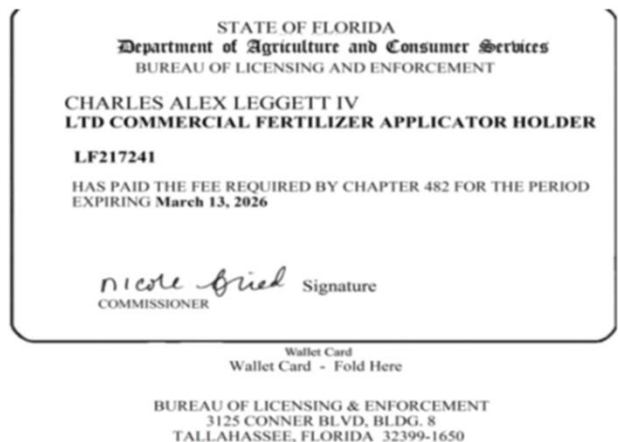 STATE OF FLORIDA
Department of Agriculture and Consumer Services
BUREAU OF LICENSING AND ENFORCEMENT
CHARLES ALEX LEGGETT IV
LTD COMMERCIAL FERTILIZER APPLICATOR HOLDER
LF217241
HAS PAID THE FEE REQUIRED BY CHAPTER 482 FOR THE PERIOD
EXPIRING March 13, 2026
Nicole Fried Signature
COMMISSIONER
Wallet Card
Wallet Card - Fold Here
BUREAU OF LICENSING & ENFORCEMENT
3125 CONNER BLVD, BLDG. 8
TALLAHASSEE, FLORIDA 32399-1650